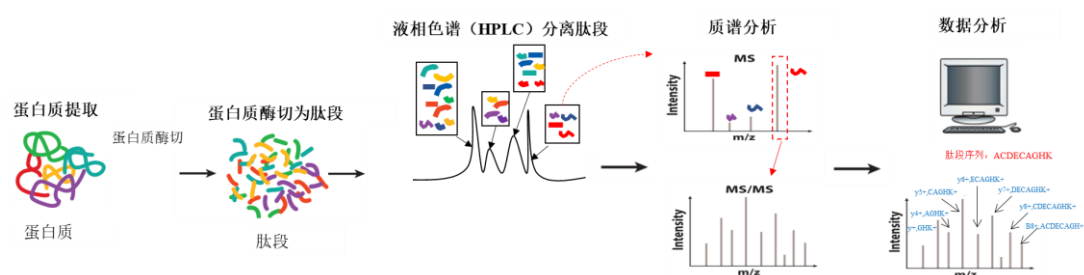 液相色谱（HPLC）分离肽段
质谱分析
数据分析
蛋白质提取
蛋白质酶切
蛋白质酶切为肽段
蛋白质
肽段
MS
Intensity
m/z
MS/MS
Intensity
m/z
肽段序列：ACDECAGHK
y6+,ECAGHK+
y5+,CAGHK+
y7+,DECAGHK+
y4+,AGHK+
y8+,CDECAGHK+
y+,GHK+
B8+,ACDECAGH+
Intensity
m/z